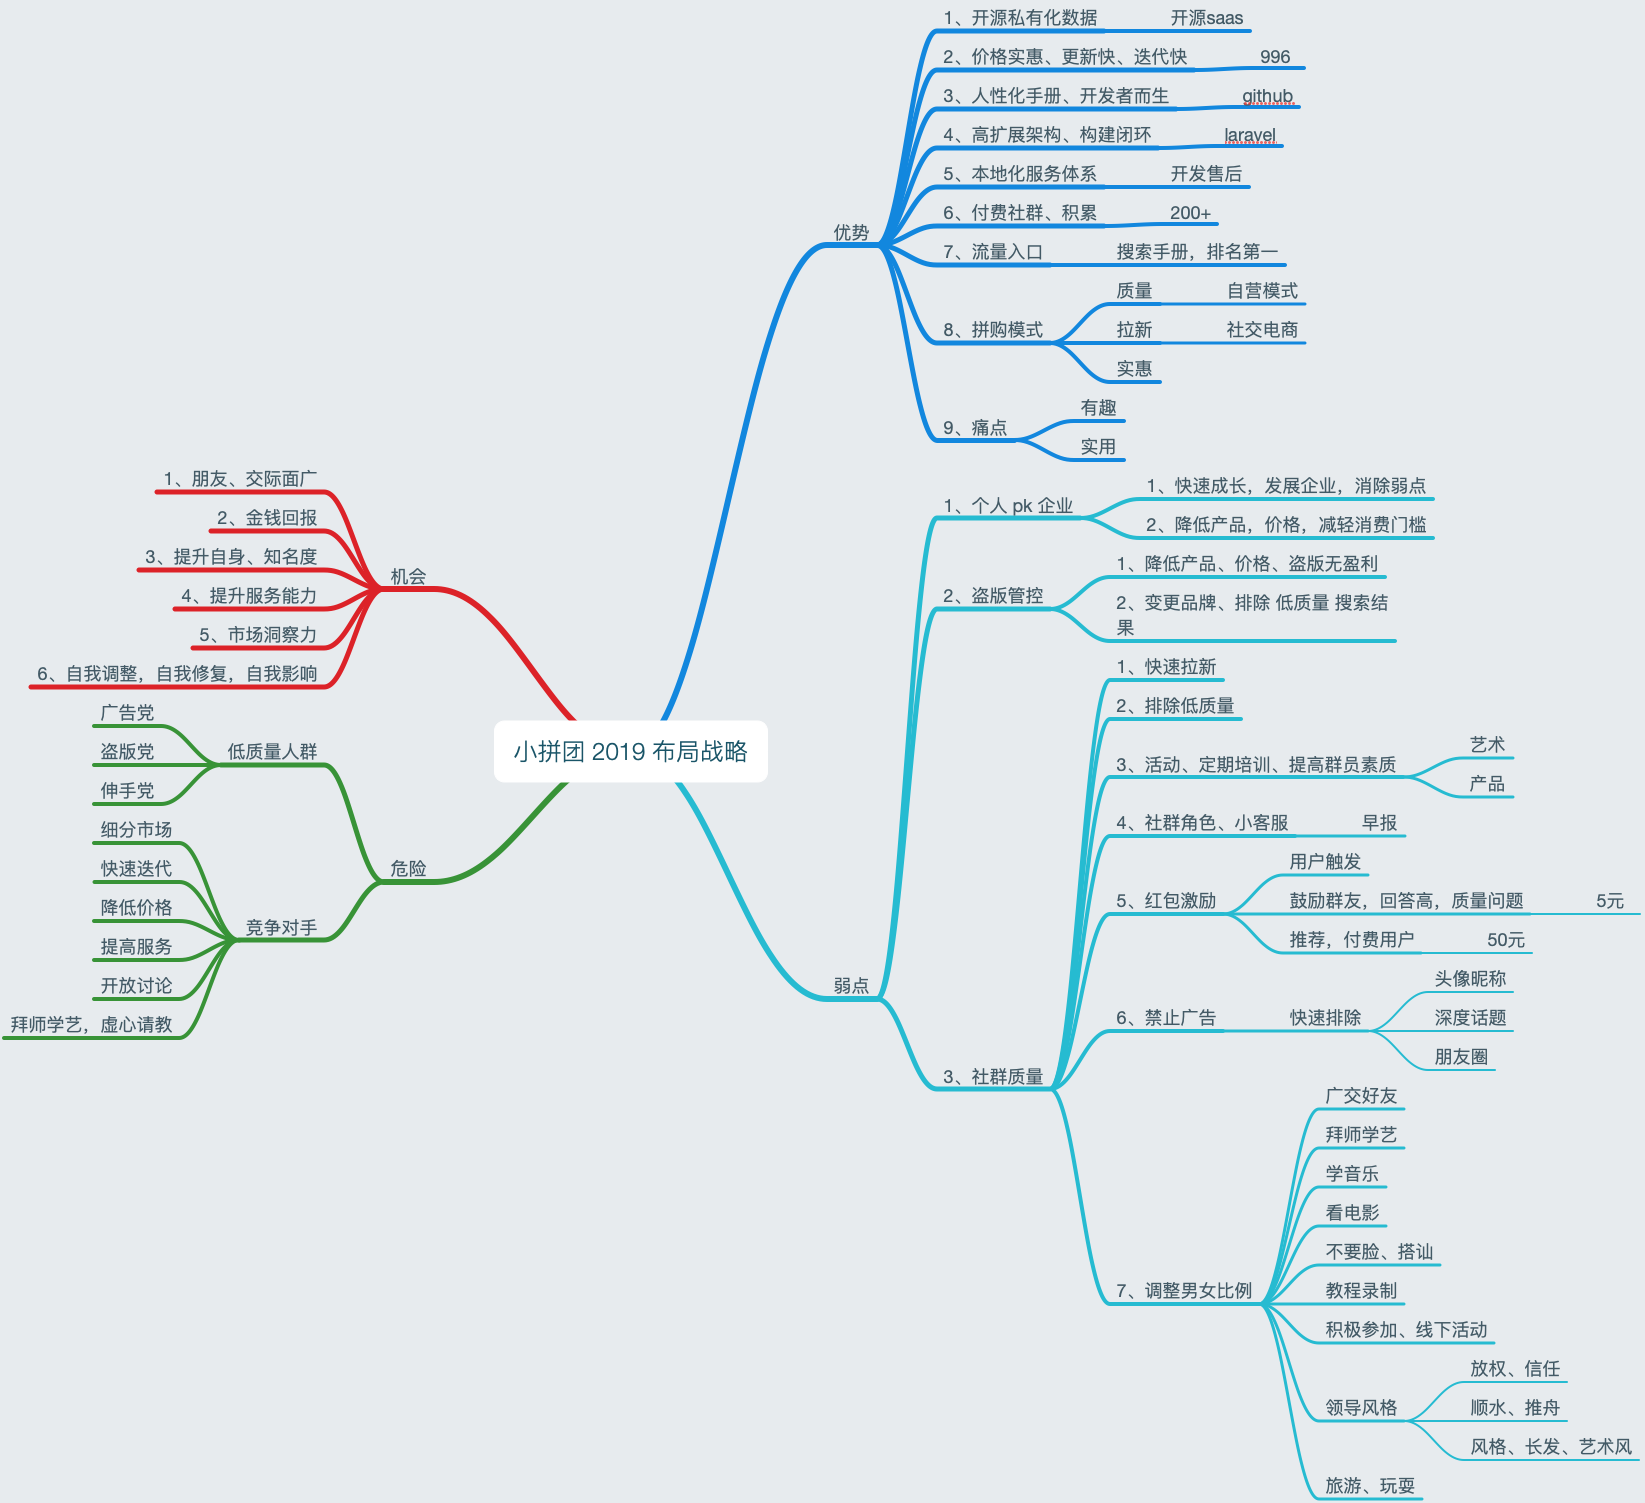 小拼团 2019 布局战略
优势
1、开源私有化数据
开源saas
2、价格实惠、更新快、迭代快
996
3、人性化手册、开发者而生
github
4、高扩展架构、构建闭环
laravel
5、本地化服务体系
开发售后
6、付费社群、积累
200+
7、流量入口
搜索手册，排名第一
8、拼购模式
质量
自营模式
拉新
社交电商
实惠
9、痛点
有趣
实用
弱点
1、个人 pk 企业
1、快速成长，发展企业，消除弱点
2、降低产品，价格，减轻消费门槛
2、盗版管控
1、降低产品、价格、盗版无盈利
2、变更品牌、排除 低质量 搜索结
果
3、社群质量
1、快速拉新
2、排除低质量
3、活动、定期培训、提高群员素质
艺术
产品
4、社群角色、小客服
早报
5、红包激励
用户触发
鼓励群友，回答高，质量问题
5元
推荐，付费用户
50元
6、禁止广告
快速排除
头像昵称
深度话题
朋友圈
7、调整男女比例
广交好友
拜师学艺
学音乐
看电影
不要脸、搭讪
教程录制
积极参加、线下活动
领导风格
放权、信任
顺水、推舟
风格、长发、艺术风
旅游、玩耍
机会
1、朋友、交际面广
2、金钱回报
3、提升自身、知名度
4、提升服务能力
5、市场洞察力
6、自我调整，自我修复，自我影响
危险
低质量人群
广告党
盗版党
伸手党
竞争对手
细分市场
快速迭代
降低价格
提高服务
开放讨论
拜师学艺，虚心请教